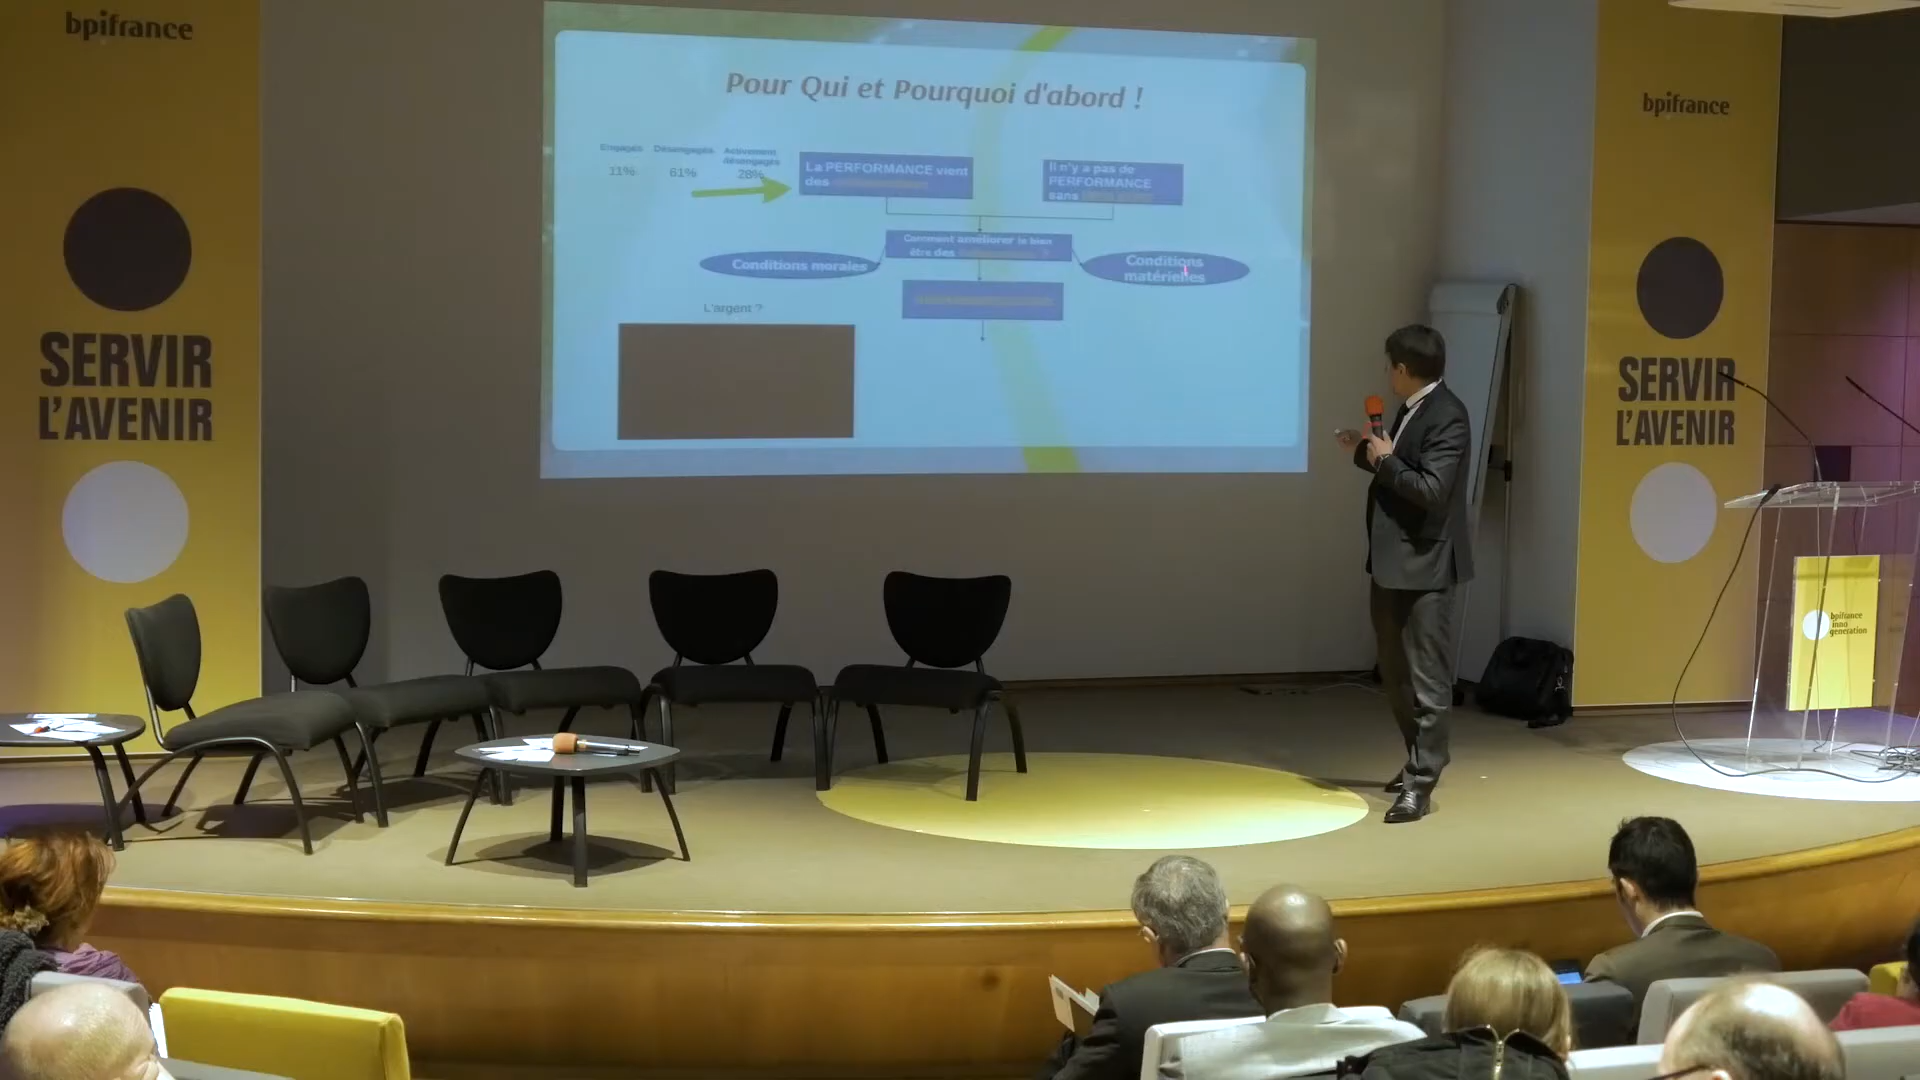 bpifrance
SERVIR
L'AVENIR
Pour Qui et Pourquoi d'abord !
Engagés Désengagés Activement
désengagés
11% 61% 28%
La PERFORMANCE vient
des
Il n'y a pas de
PERFORMANCE
sans
Comment améliorer le bien
être des ?
Conditions morales
Conditions
matérielles
L'argent ?
bpifrance
SERVIR
L'AVENIR
bpifrance
inno
generation